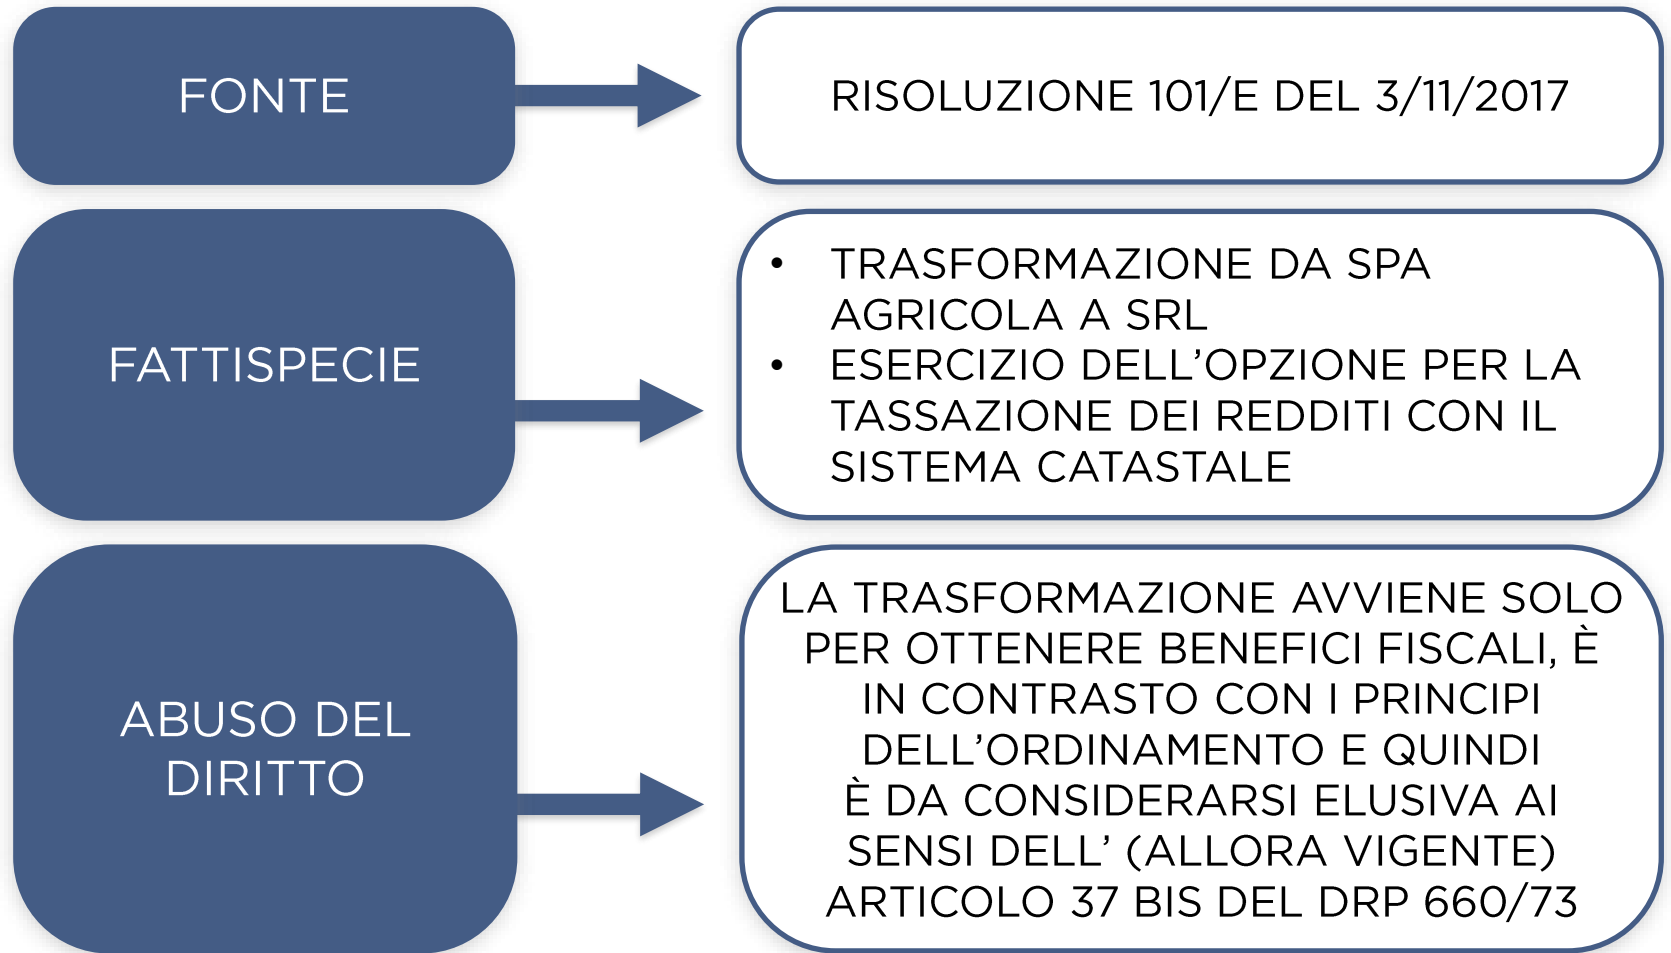 FONTE
RISOLUZIONE 101/E DEL 3/11/2017
FATTISPECIE
• TRASFORMAZIONE DA SPA
AGRICOLA A SRL
• ESERCIZIO DELL’OPZIONE PER LA
TASSAZIONE DEI REDDITI CON IL
SISTEMA CATASTALE
ABUSO DEL
DIRITTO
LA TRASFORMAZIONE AVVIENE SOLO
PER OTTENERE BENEFICI FISCALI, È
IN CONTRASTO CON I PRINCIPI
DELL’ORDINAMENTO E QUINDI
È DA CONSIDERARSI ELUSIVA AI
SENSI DELL’ (ALLORA VIGENTE)
ARTICOLO 37 BIS DEL DRP 660/73